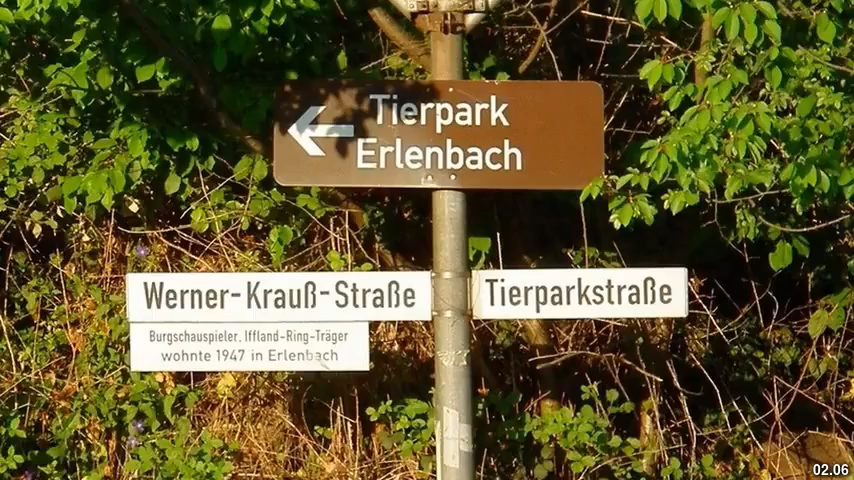 Tierpark
Erlenbach
Werner-Krauß-Straße
Tierparkstraße
Burgschauspieler, Iffland-Ring-Träger
wohnte 1947 in Erlenbach
02.06